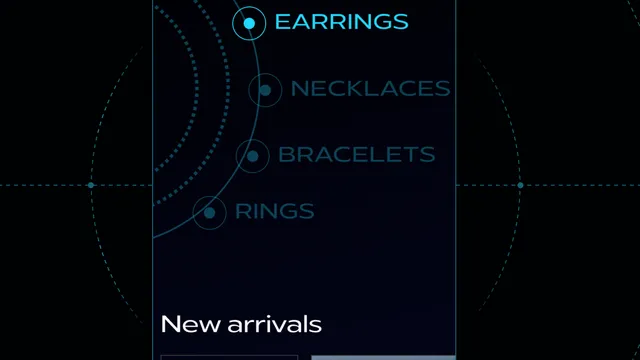 EARRINGS
NECKLACES
BRACELETS
RINGS
New arrivals